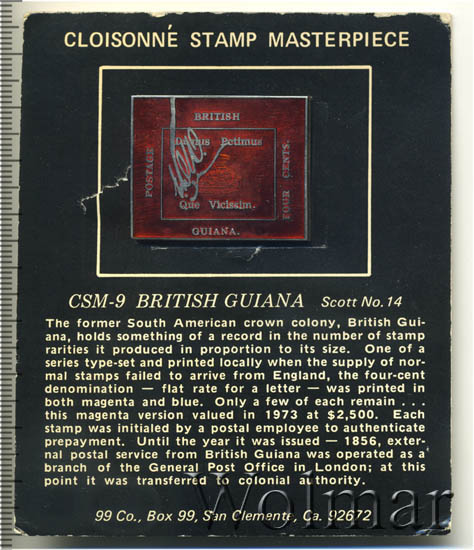 CLOISONNÉ STAMP MASTERPIECE
BRITISH
POSTAGE
Damus Petimus
FOUR CENTS.
Que Vicissim.
GUIANA.
CSM-9 BRITISH GUIANA Scott No. 14
The former South American crown colony, British Gui-
ana, holds something of a record in the number of stamp
rarities it produced in proportion to its size. One of a
series type-set and printed locally when the supply of nor-
mal stamps failed to arrive from England, the four-cent
denomination — flat rate for a letter — was printed in
both magenta and blue. Only a few of each remain . . .
this magenta version valued in 1973 at $2,500. Each
stamp was initialed by a postal employee to authenticate
prepayment. Until the year it was issued — 1856, exter-
nal postal service from British Guiana was operated as a
branch of the General Post Office in London; at this
point it was transferred to colonial authority.
99 Co., Box 99, San Clemente, Ca. 92672
Wolmar